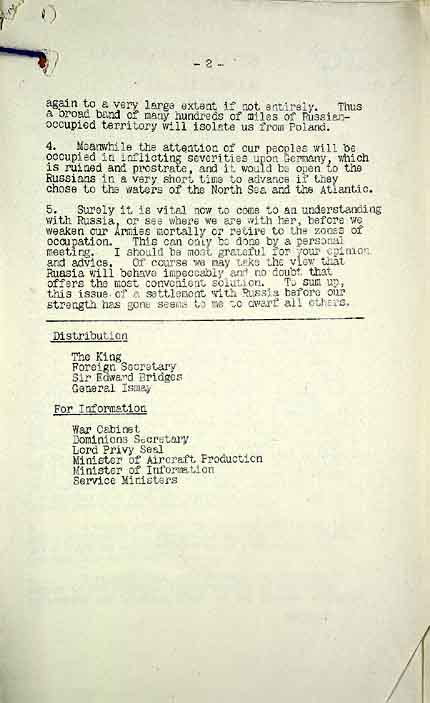 - 2 -
again to a very large extent if not entirely. Thus
a broad band of many hundreds of miles of Russian-
occupied territory will isolate us from Poland.
4. Meanwhile the attention of our peoples will be
occupied in inflicting severities upon Germany, which
is ruined and prostrate, and it would be open to the
Russians in a very short time to advance if they
chose to the waters of the North Sea and the Atlantic.
5. Surely it is vital now to come to an understanding
with Russia, or see where we are with her, before we
weaken our Armies mortally or retire to the zones of
occupation. This can only be done by a personal
meeting. I should be most grateful for your opinion
and advice. Of course we may take the view that
Russia will behave impeccably and no doubt that
offers the most convenient solution. To sum up,
this issue of a settlement with Russia before our
strength has gone seems to me to dwarf all others.
Distribution
The King
Foreign Secretary
Sir Edward Bridges
General Ismay
For Information
War Cabinet
Dominions Secretary
Lord Privy Seal
Minister of Aircraft Production
Minister of Information
Service Ministers